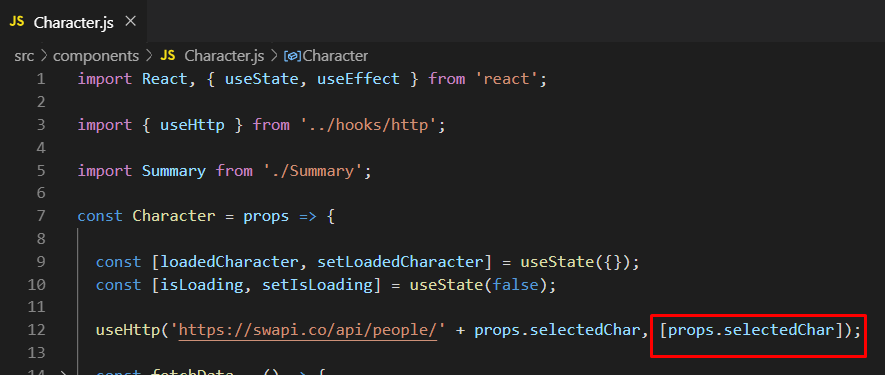 JS Character.js ×
src > components > JS Character.js > Character
1 import React, { useState, useEffect } from 'react';
2
3 import { useHttp } from '../hooks/http';
4
5 import Summary from './Summary';
6
7 const Character = props => {
8
9 const [loadedCharacter, setLoadedCharacter] = useState({});
10 const [isLoading, setIsLoading] = useState(false);
11
12 useHttp('https://swapi.co/api/people/' + props.selectedChar, [props.selectedChar]);
13
14 > const fetchData = () => {